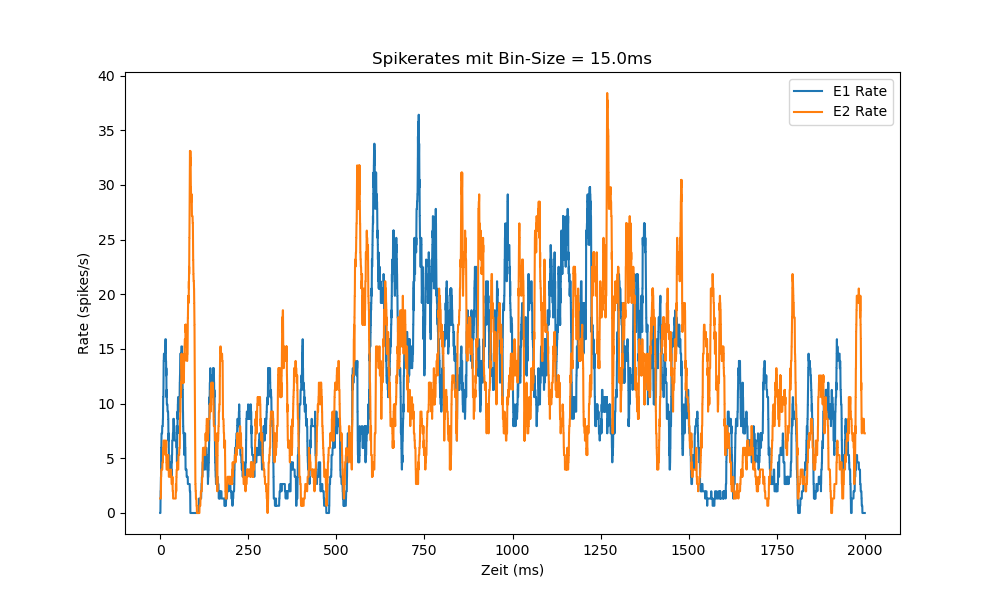 Spikerates mit Bin-Size = 15.0ms
E1 Rate
E2 Rate
40
35
30
25
20
15
10
5
0
Rate (spikes/s)
0 250 500 750 1000 1250 1500 1750 2000
Zeit (ms)